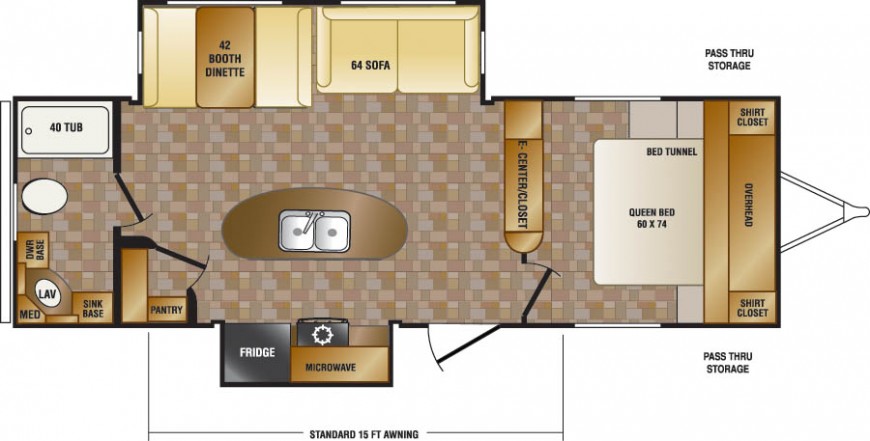 42
BOOTH
DINETTE
64 SOFA
PASS THRU
STORAGE
40 TUB
SHIRT
CLOSET
BED TUNNEL
E- CENTER/CLOSET
OVERHEAD
QUEEN BED
60 X 74
DWR
BASE
LAV
MED
SINK
BASE
PANTRY
SHIRT
CLOSET
FRIDGE
MICROWAVE
PASS THRU
STORAGE
STANDARD 15 FT AWNING